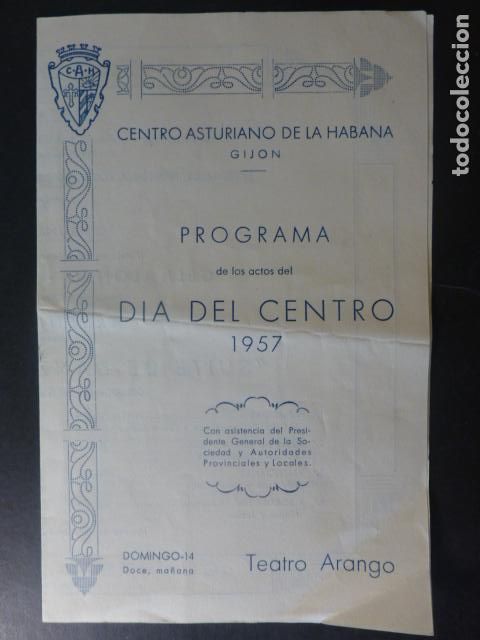 C·A·H
CENTRO ASTURIANO DE LA HABANA
GIJON
PROGRAMA
de los actos del
DIA DEL CENTRO
1957
Con asistencia del Presi-
dente General de la So-
ciedad y Autoridades
Provinciales y Locales.
DOMINGO-14
Doce, mañana
Teatro Arango
todocoleccion